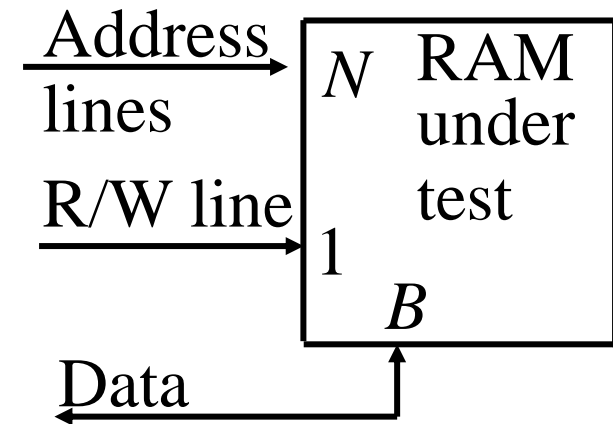 Address
lines
R/W line
Data
N
1
B
RAM
under
test